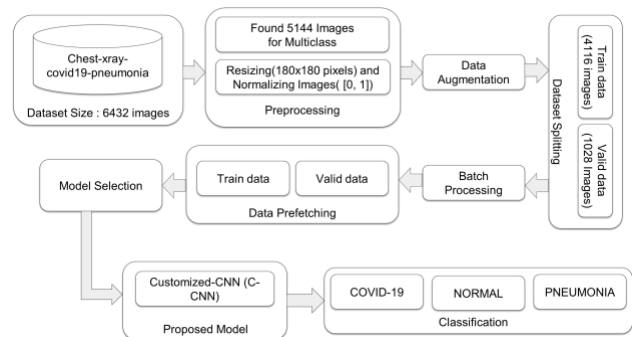 Chest-xray-
covid19-pneumonia
Dataset Size : 6432 images
Found 5144 Images
for Multiclass
Resizing(180x180 pixels) and
Normalizing Images( [0, 1])
Preprocessing
Data
Augmentation
Train data
(4116 images)
Valid data
(1028 Images)
Dataset Splitting
Batch
Processing
Train data
Valid data
Data Prefetching
Model Selection
Customized-CNN (C-
CNN)
Proposed Model
COVID-19
NORMAL
PNEUMONIA
Classification